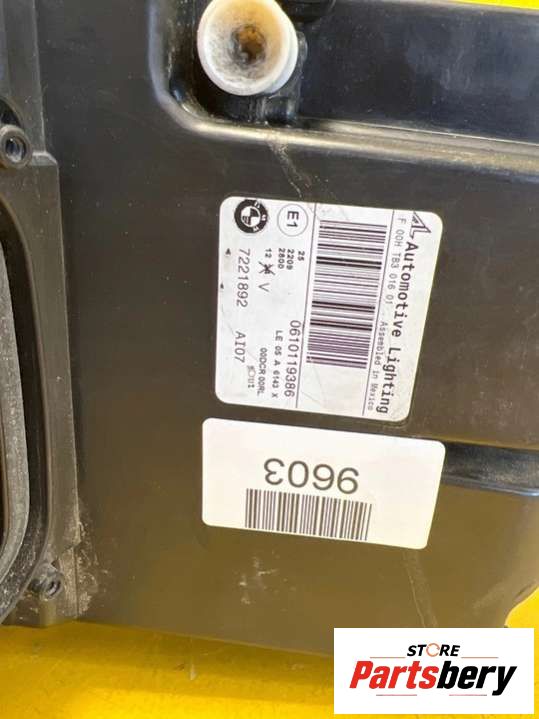 Automotive Lighting
F 00H TB3 016 01 - Assembled in Mexico
E1
25
2209
2800
12 V
0610119386
LE 05 A 6143 X
00DCR 00RL
7221892 AI07
9603
STORE
Partsbery